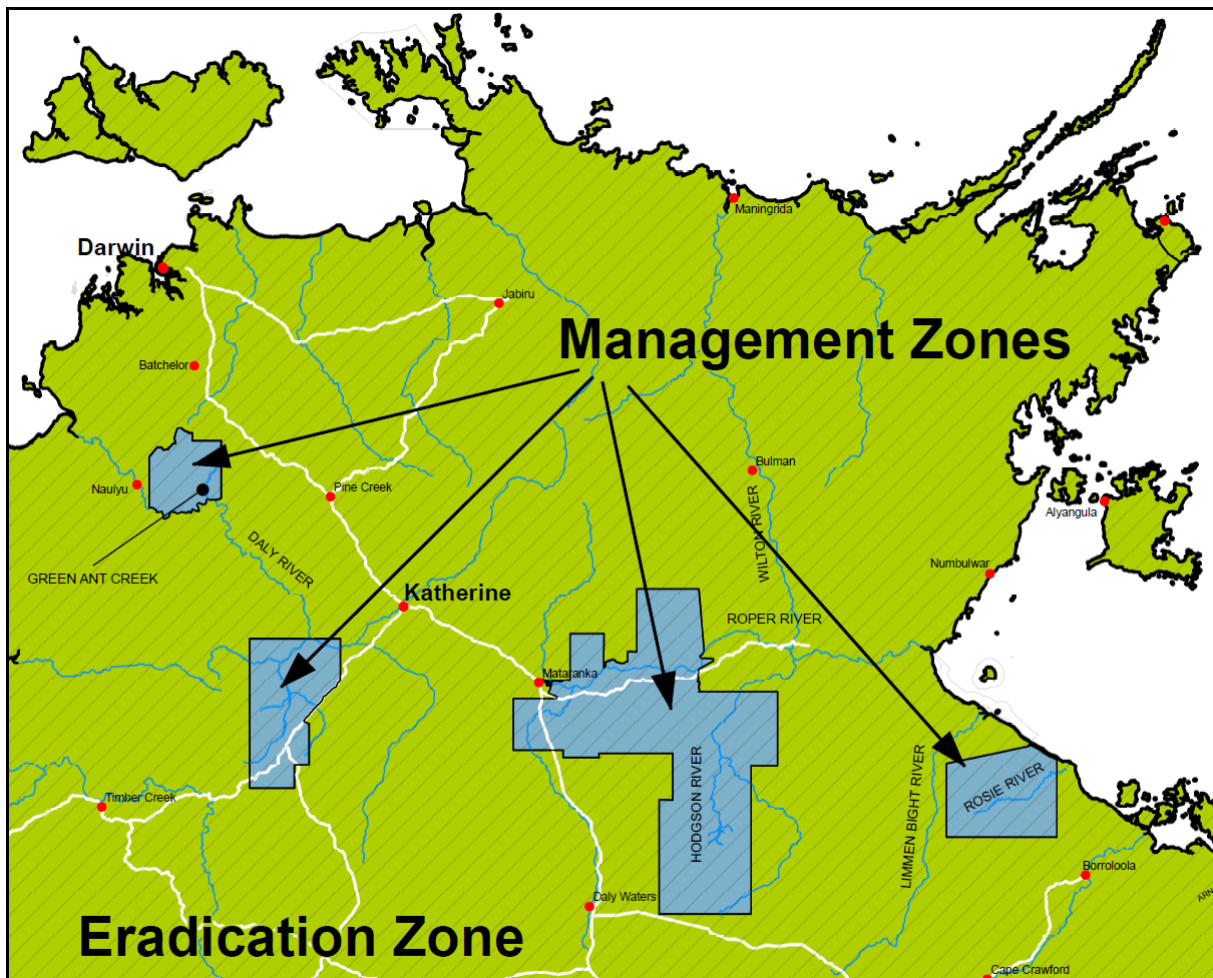 Maningrida
Darwin
Jabiru
Management Zones
Batchelor
Bulman
Nauiyu
Pine Creek
Alyangula
WILTON RIVER
DALY RIVER
GREEN ANT CREEK
Numbulwar
Katherine
ROPER RIVER
Mataranka
HODGSON RIVER
LIMMEN BIGHT RIVER
ROSIE RIVER
Timber Creek
Borroloola
Daly Waters
ARN
Eradication Zone
Cape Crawford